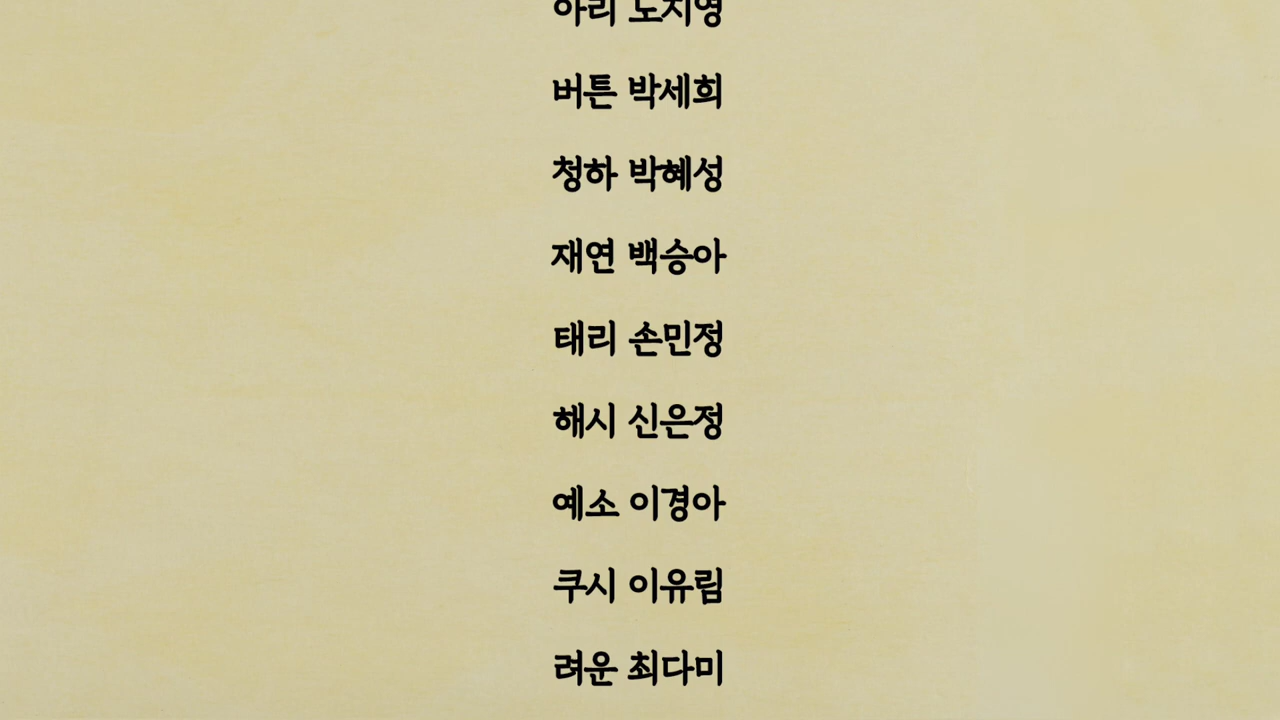 버튼 박세희
청하 박혜성
재연 백승아
태리 손민정
해시 신은정
예소 이경아
쿠시 이유림
려운 최다미